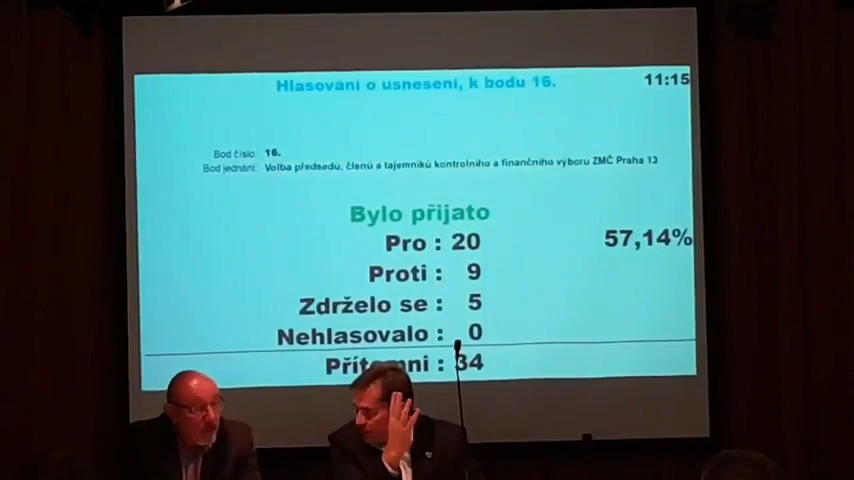 Hlasování o usnesení, k bodu 16.
11:15
Bod číslo: 16.
Bod jednání: Volba předsedů, členů a tajemníků kontrolního a finančního výboru ZMČ Praha 13
Bylo přijato
Pro : 20 57,14%
Proti : 9
Zdrželo se : 5
Nehlasovalo : 0
Přítomni : 34